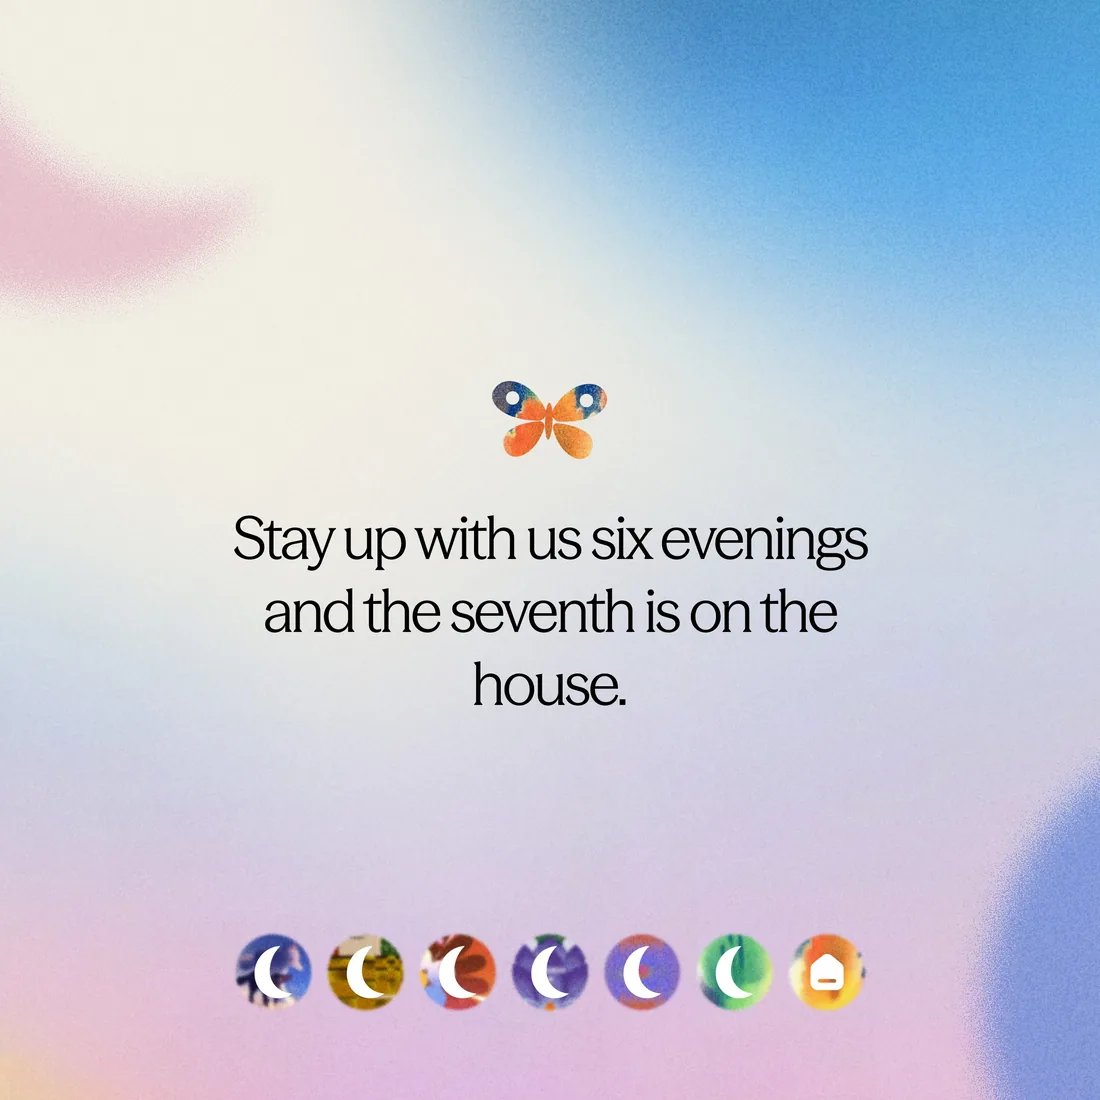 Stay up with us six evenings
and the seventh is on the
house.